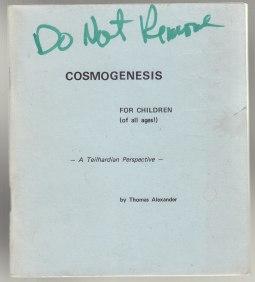 Do Not Remove
COSMOGENESIS
FOR CHILDREN
(of all ages!)
– A Teilhardian Perspective –
by Thomas Alexander